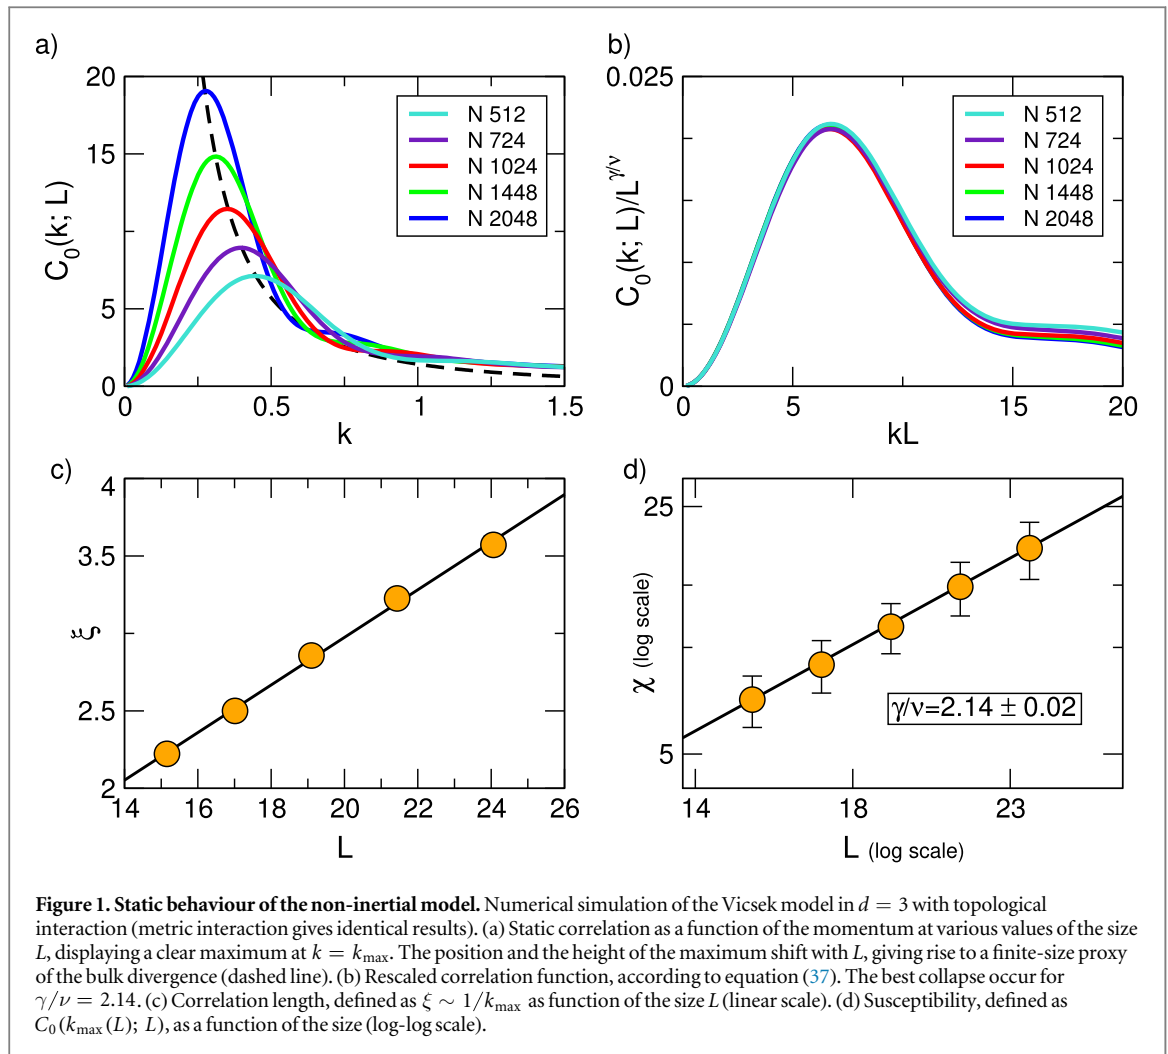 a)
20
15
5
0
C₀(k; L)
N 512
N 724
N 1024
N 1448
N 2048
0 0.5 1 1.5
k
b)
0.025
0
C₀(k; L)/L^γ/ν
N 512
N 724
N 1024
N 1448
N 2048
0 5 15 20
kL
c)
4
3.5
2.5
2
ξ
14 16 18 20 22 24 26
L
d)
25
5
χ (log scale)
γ/ν=2.14 ± 0.02
14 18 23
L (log scale)
Figure 1. Static behaviour of the non-inertial model. Numerical simulation of the Vicsek model in d = 3 with topological
interaction (metric interaction gives identical results). (a) Static correlation as a function of the momentum at various values of the size
L, displaying a clear maximum at k = kmax. The position and the height of the maximum shift with L, giving rise to a finite-size proxy
of the bulk divergence (dashed line). (b) Rescaled correlation function, according to equation (37). The best collapse occur for
γ/ν = 2.14. (c) Correlation length, defined as ξ ∼ 1/kmax as function of the size L (linear scale). (d) Susceptibility, defined as
C₀(kmax(L); L), as a function of the size (log-log scale).